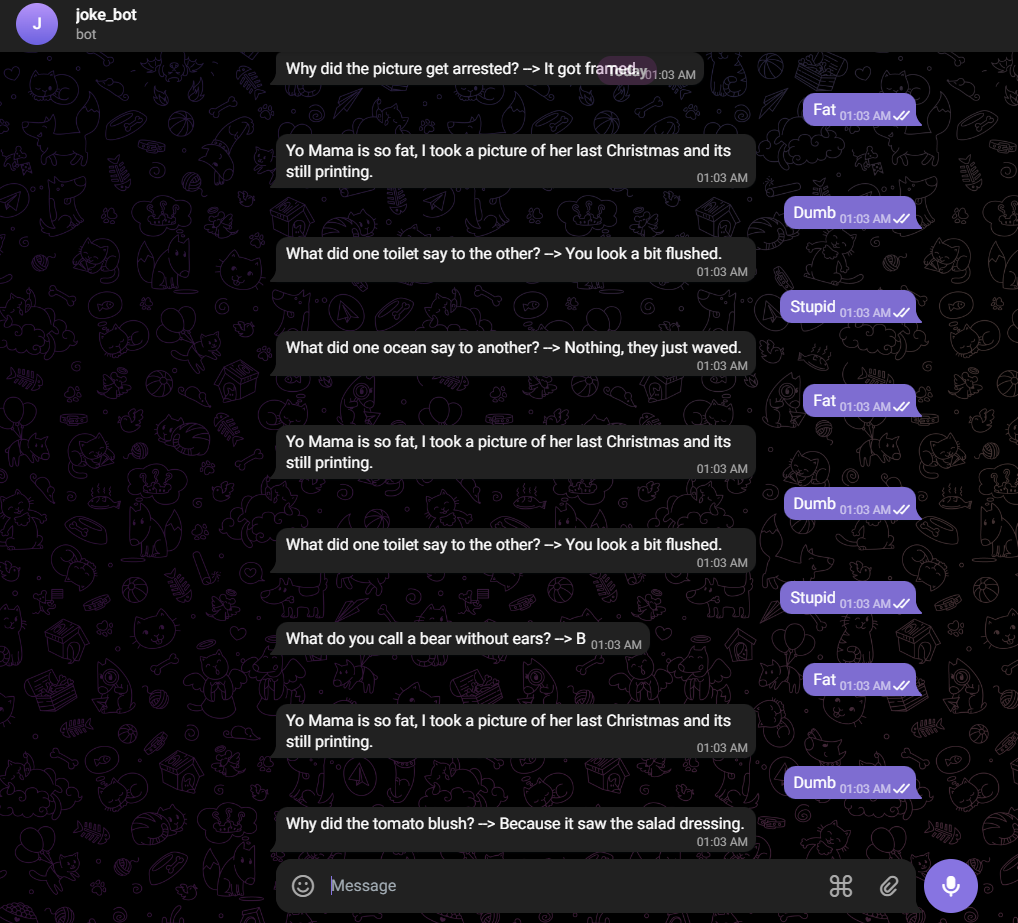 J
joke_bot
bot
Why did the picture get arrested? --> It got framed. 01:03 AM
Today
Fat 01:03 AM
Yo Mama is so fat, I took a picture of her last Christmas and its
still printing.
01:03 AM
Dumb 01:03 AM
What did one toilet say to the other? --> You look a bit flushed.
01:03 AM
Stupid 01:03 AM
What did one ocean say to another? --> Nothing, they just waved.
01:03 AM
Fat 01:03 AM
Yo Mama is so fat, I took a picture of her last Christmas and its
still printing.
01:03 AM
Dumb 01:03 AM
What did one toilet say to the other? --> You look a bit flushed.
01:03 AM
Stupid 01:03 AM
What do you call a bear without ears? --> B 01:03 AM
Fat 01:03 AM
Yo Mama is so fat, I took a picture of her last Christmas and its
still printing.
01:03 AM
Dumb 01:03 AM
Why did the tomato blush? --> Because it saw the salad dressing.
01:03 AM
Message